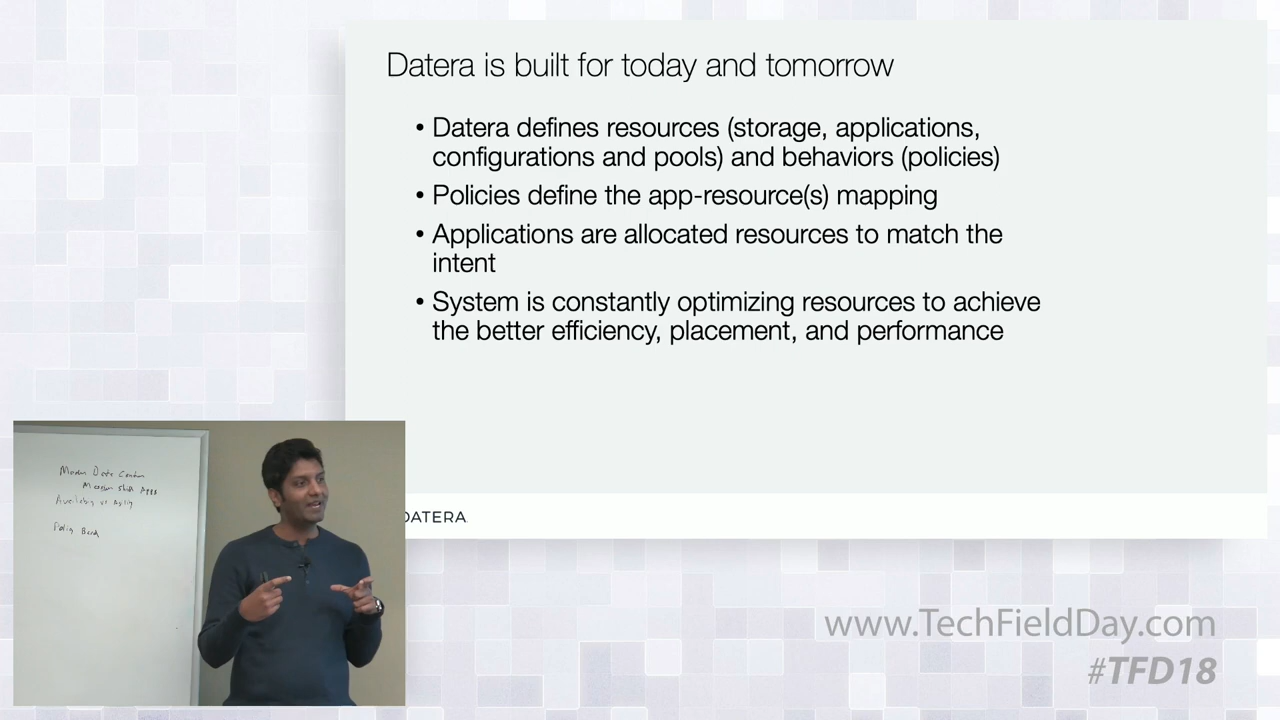 Datera is built for today and tomorrow
• Datera defines resources (storage, applications,
configurations and pools) and behaviors (policies)
• Policies define the app-resource(s) mapping
• Applications are allocated resources to match the
intent
• System is constantly optimizing resources to achieve
the better efficiency, placement, and performance
DATERA
Data
Apps
www.TechFieldDay.com
#TFD18